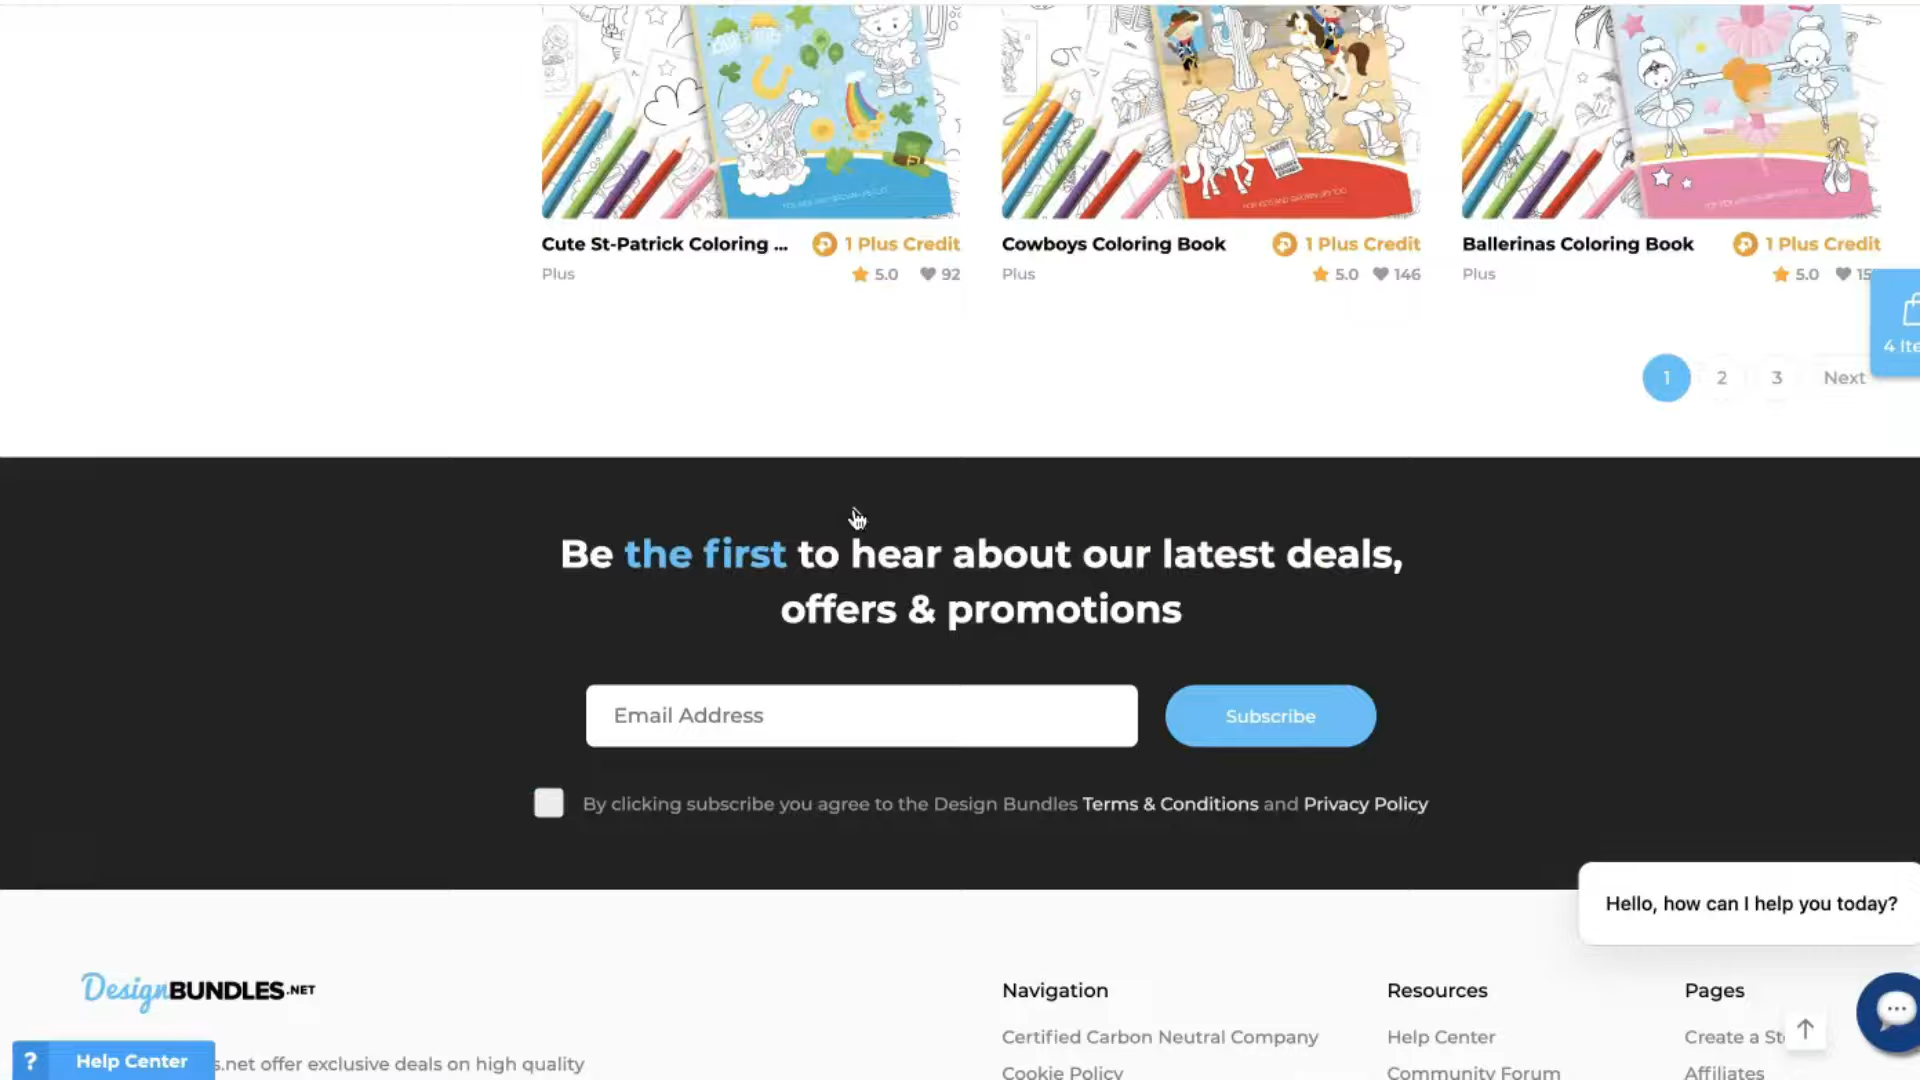 Cute St-Patrick Coloring ...
1 Plus Credit
Plus
5.0
92
Cowboys Coloring Book
1 Plus Credit
Plus
5.0
146
Ballerinas Coloring Book
1 Plus Credit
Plus
5.0
4 Ite
1
2
3
Next
Be the first to hear about our latest deals,
offers & promotions
Email Address
Subscribe
By clicking subscribe you agree to the Design Bundles Terms & Conditions and Privacy Policy
Hello, how can I help you today?
DesignBUNDLES.NET
Navigation
Resources
Pages
Certified Carbon Neutral Company
Help Center
Create a St
? Help Center
s.net offer exclusive deals on high quality
Cookie Policy
Community Forum
Affiliates